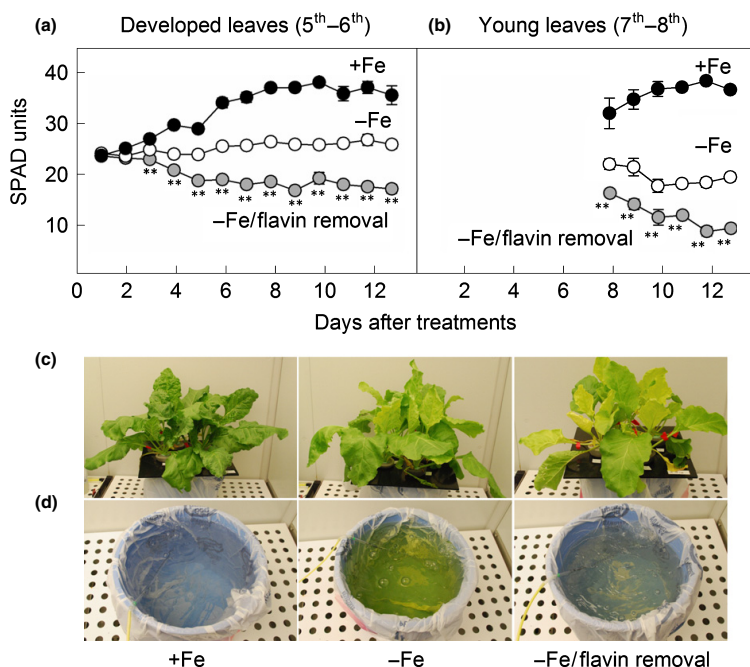 (a) Developed leaves (5th–6th)
(b) Young leaves (7th–8th)
SPAD units
40
30
20
10
0
+Fe
–Fe
**
**
**
**
**
**
**
**
**
**
–Fe/flavin removal
+Fe
–Fe
**
**
**
**
**
**
–Fe/flavin removal
0 2 4 6 8 10 12 0 2 4 6 8 10 12
Days after treatments
(c)
(d)
+Fe –Fe –Fe/flavin removal